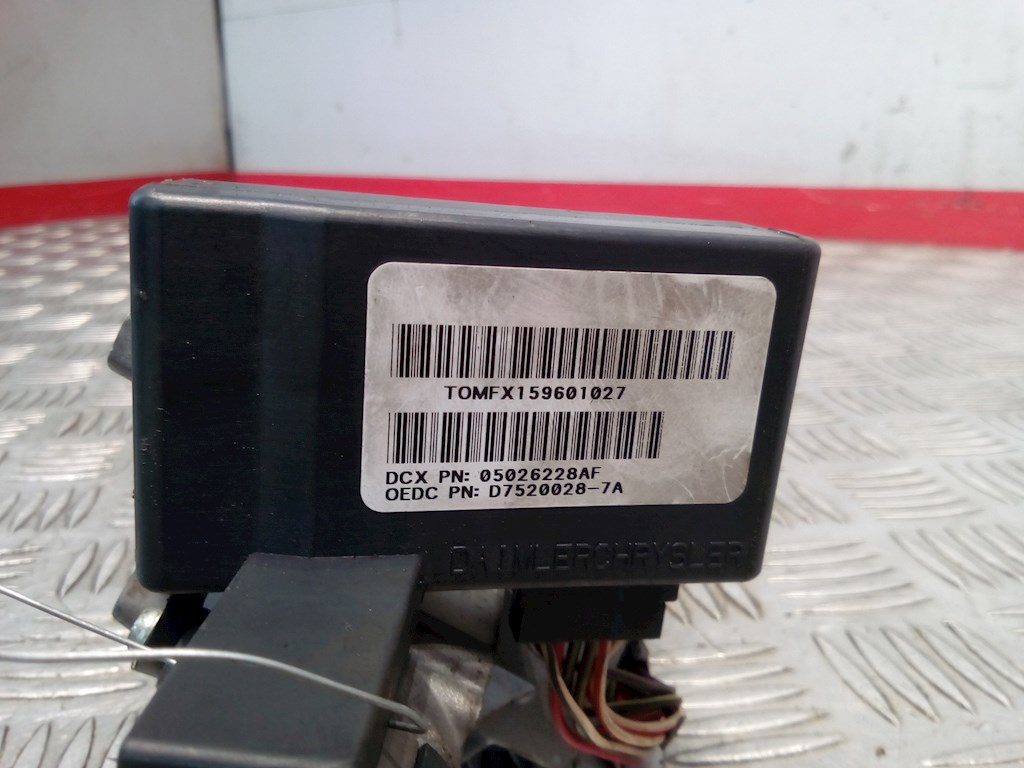 TOMFX159601027
DCX PN: 05026228AF
OEDC PN: D7520028-7A
DAIMLERCHRYSLER